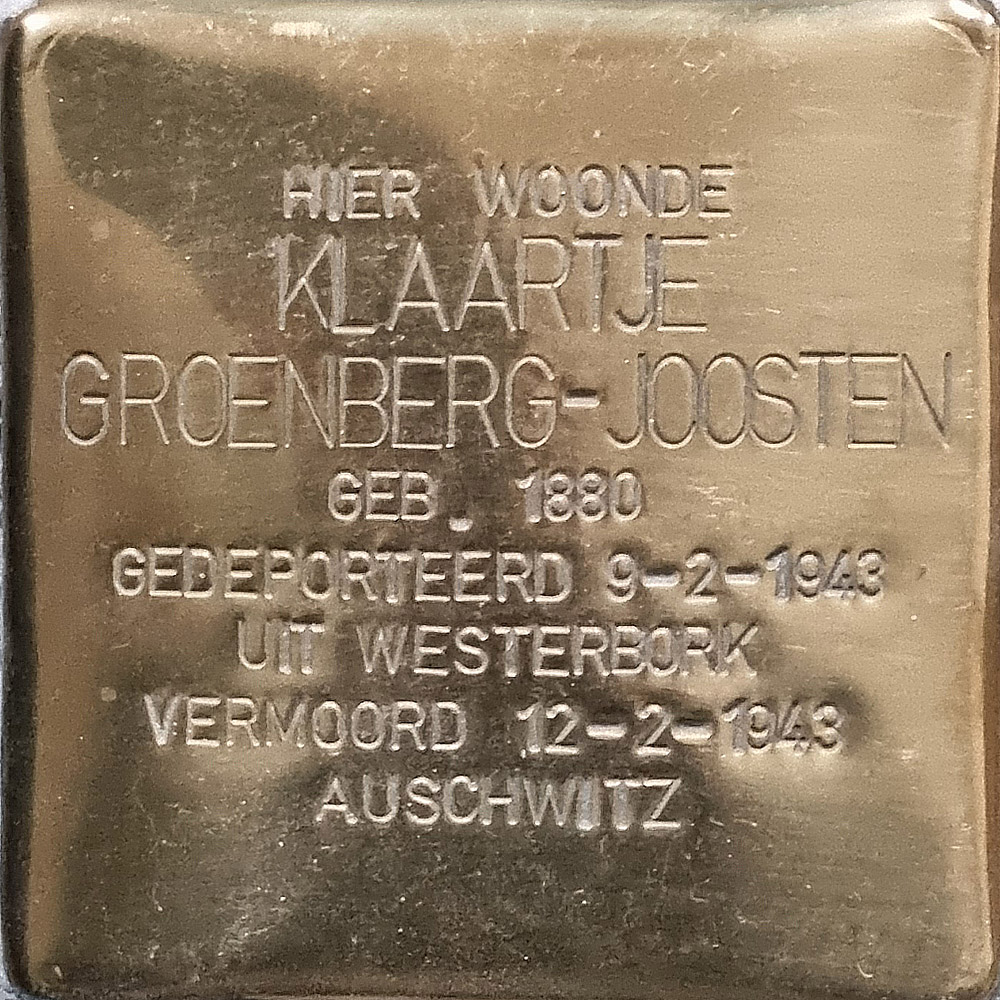 HIER WOONDE
KLAARTJE
GROENBERG-JOOSTEN
GEB. 1880
GEDEPORTEERD 9-2-1943
UIT WESTERBORK
VERMOORD 12-2-1943
AUSCHWITZ